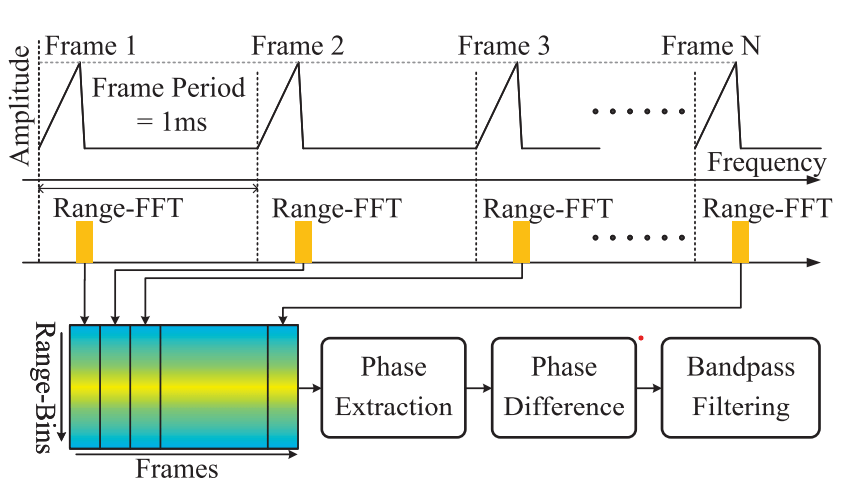 Frame 1
Frame 2
Frame 3
Frame N
Amplitude
Frame Period
= 1ms
Frequency
Range-FFT
Range-FFT
Range-FFT
Range-FFT
Range-Bins
Phase
Extraction
Phase
Difference
Bandpass
Filtering
Frames